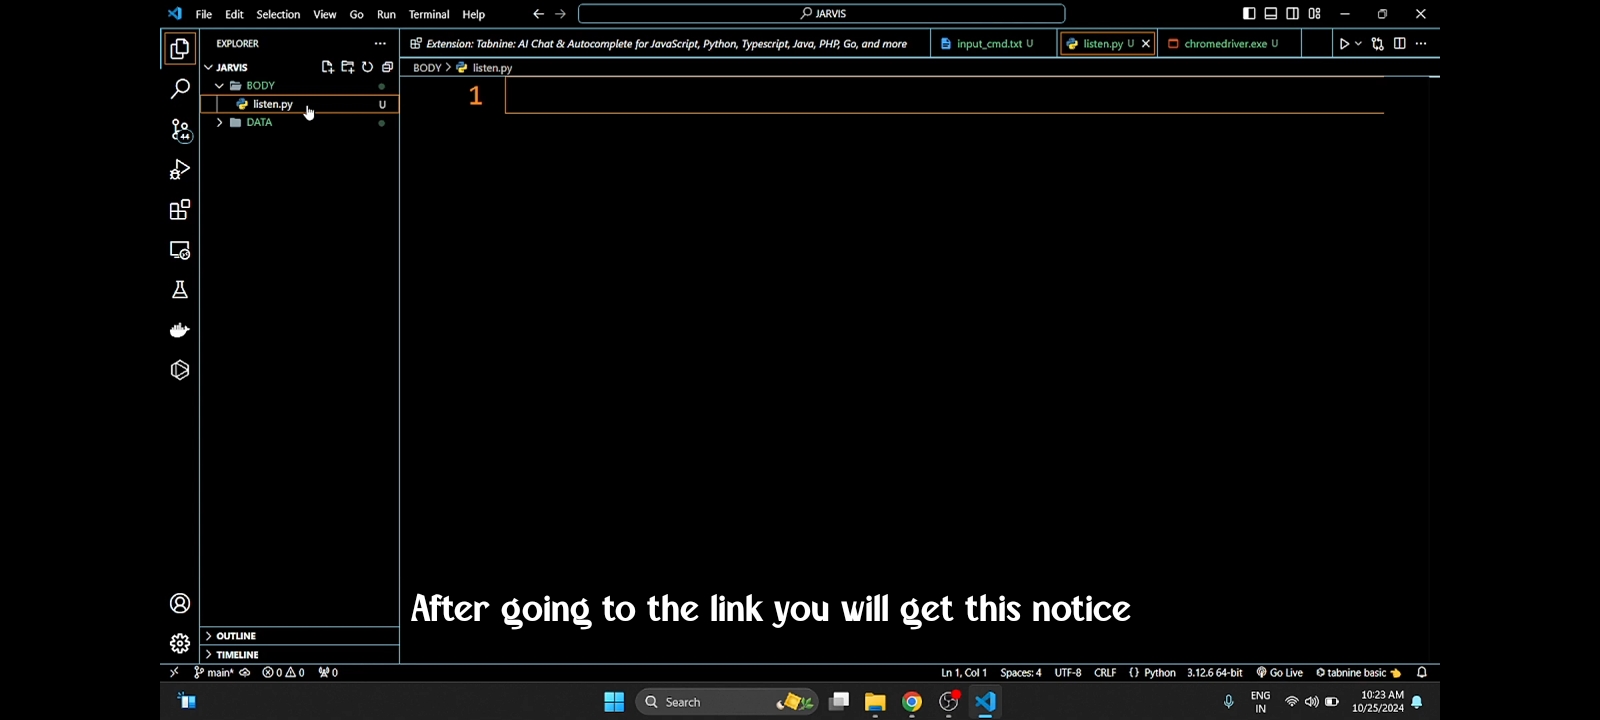 File Edit Selection View Go Run Terminal Help
JARVIS
EXPLORER
JARVIS
BODY
listen.py U
DATA
Extension: Tabnine: AI Chat & Autocomplete for JavaScript, Python, Typescript, Java, PHP, Go, and more
input_cmd.txt U
listen.py U
chromedriver.exe U
BODY > listen.py
1
44
After going to the link you will get this notice
OUTLINE
TIMELINE
main* 0 0 0
Ln 1, Col 1 Spaces: 4 UTF-8 CRLF {} Python 3.12.6 64-bit Go Live tabnine basic
Search
ENG
IN
10:23 AM
10/25/2024